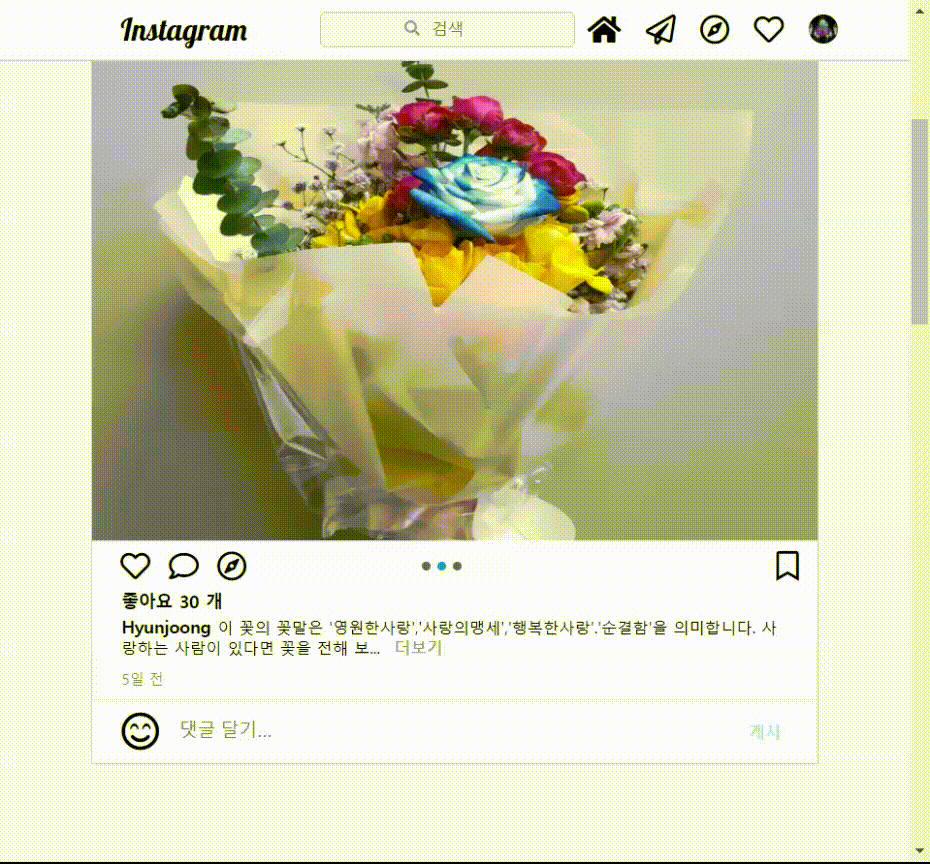 Instagram
검색
좋아요 30 개
Hyunjoong 이 꽃의 꽃말은 '영원한사랑','사랑의맹세','행복한사랑'.'순결함'을 의미합니다. 사
랑하는 사람이 있다면 꽃을 전해 보... 더보기
5일 전
댓글 달기...
게시